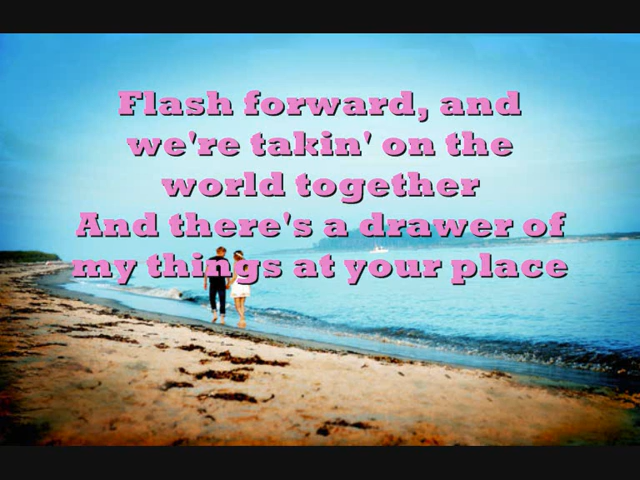 Flash forward, and
we're takin' on the
world together
And there's a drawer of
my things at your place